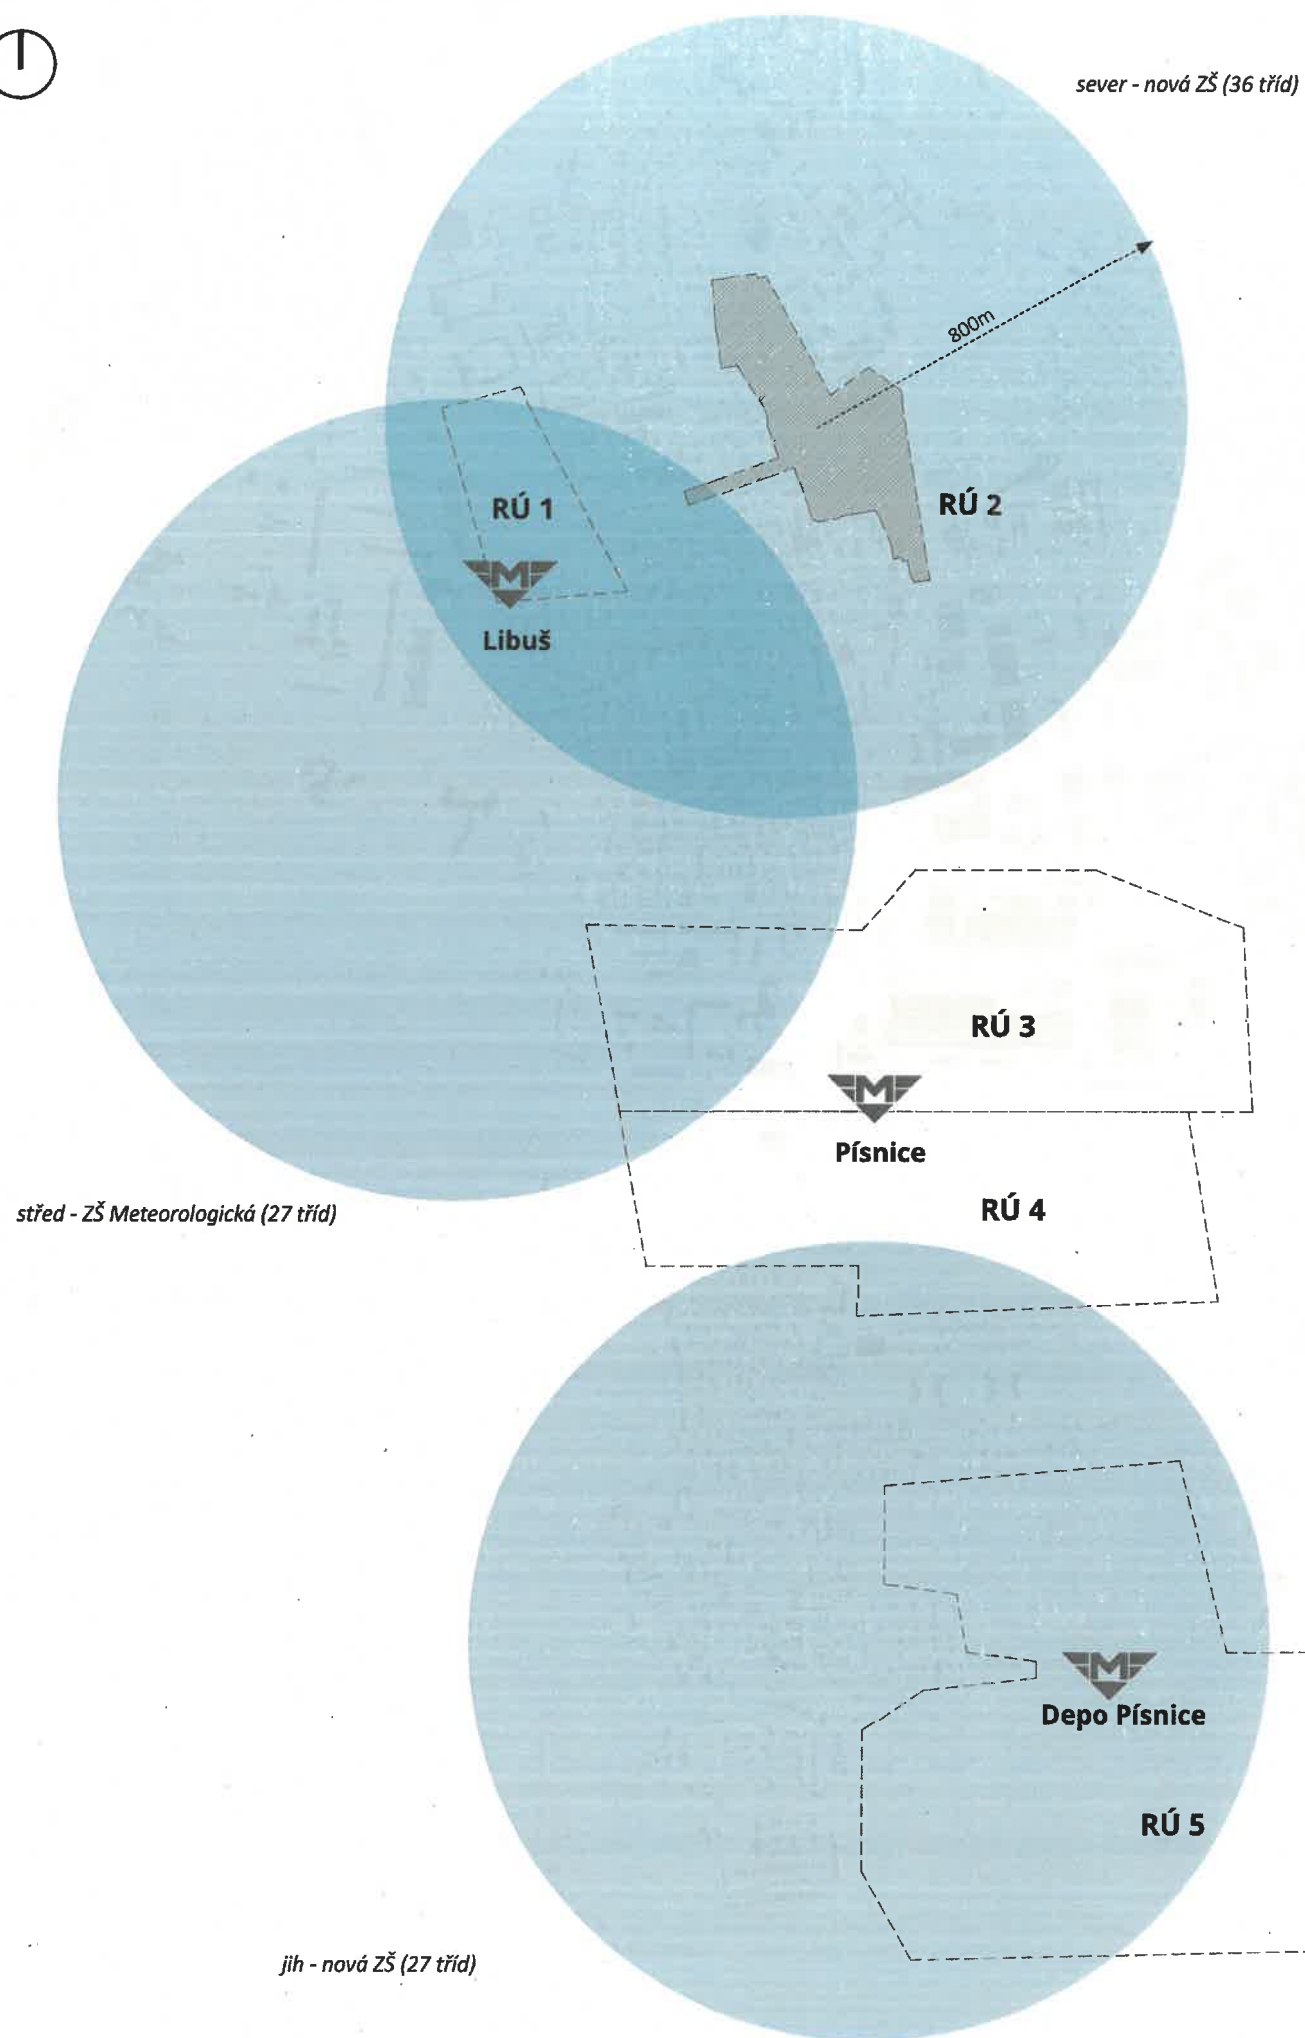 sever - nová ZŠ (36 tříd)
800m
RÚ 2
RÚ 1
M
Libuš
RÚ 3
M
Písnice
RÚ 4
střed - ZŠ Meteorologická (27 tříd)
M
Depo Písnice
RÚ 5
jih - nová ZŠ (27 tříd)